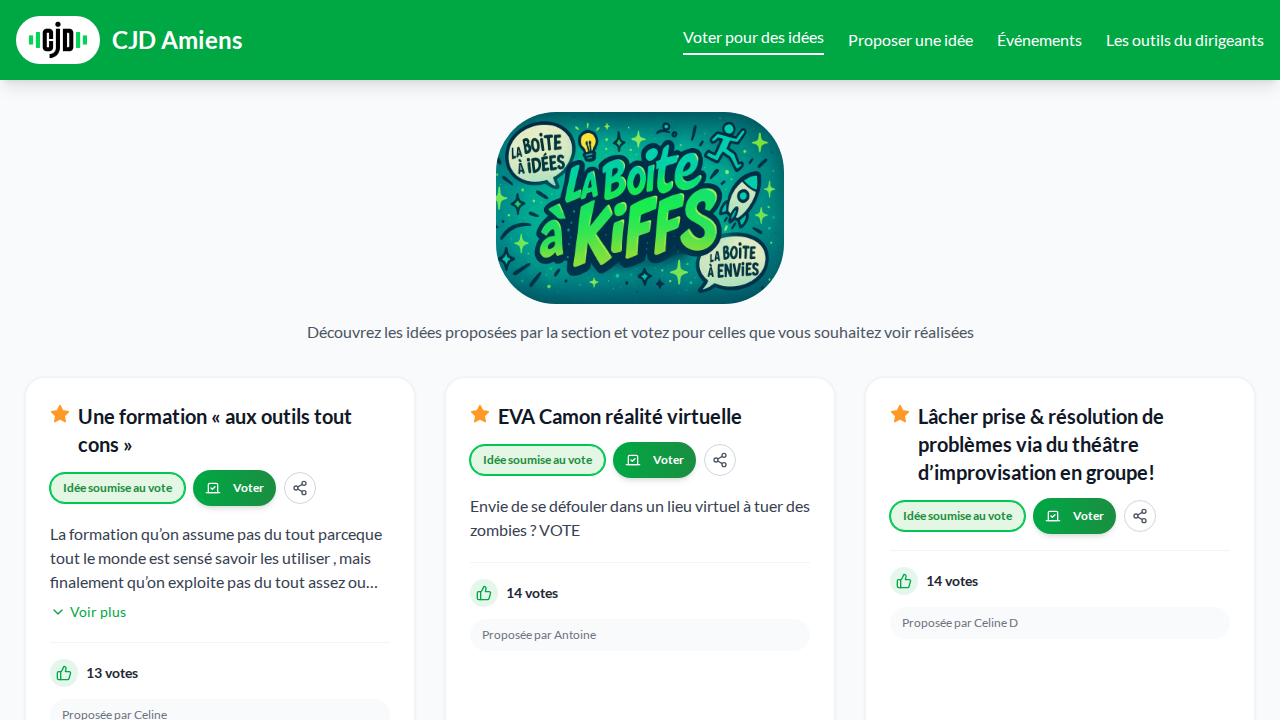 CJD
CJD Amiens
Voter pour des idées
Proposer une idée
Événements
Les outils du dirigeants
LA BOiTE
À iDÉES
LA BOiTE
à KiFFS
LA BOiTE
À ENViES
Découvrez les idées proposées par la section et votez pour celles que vous souhaitez voir réalisées
Une formation « aux outils tout
cons »
Idée soumise au vote
Voter
La formation qu’on assume pas du tout parceque
tout le monde est sensé savoir les utiliser , mais
finalement qu’on exploite pas du tout assez ou…
Voir plus
13 votes
Proposée par Celine
EVA Camon réalité virtuelle
Idée soumise au vote
Voter
Envie de se défouler dans un lieu virtuel à tuer des
zombies ? VOTE
14 votes
Proposée par Antoine
Lâcher prise & résolution de
problèmes via du théâtre
d’improvisation en groupe!
Idée soumise au vote
Voter
14 votes
Proposée par Celine D